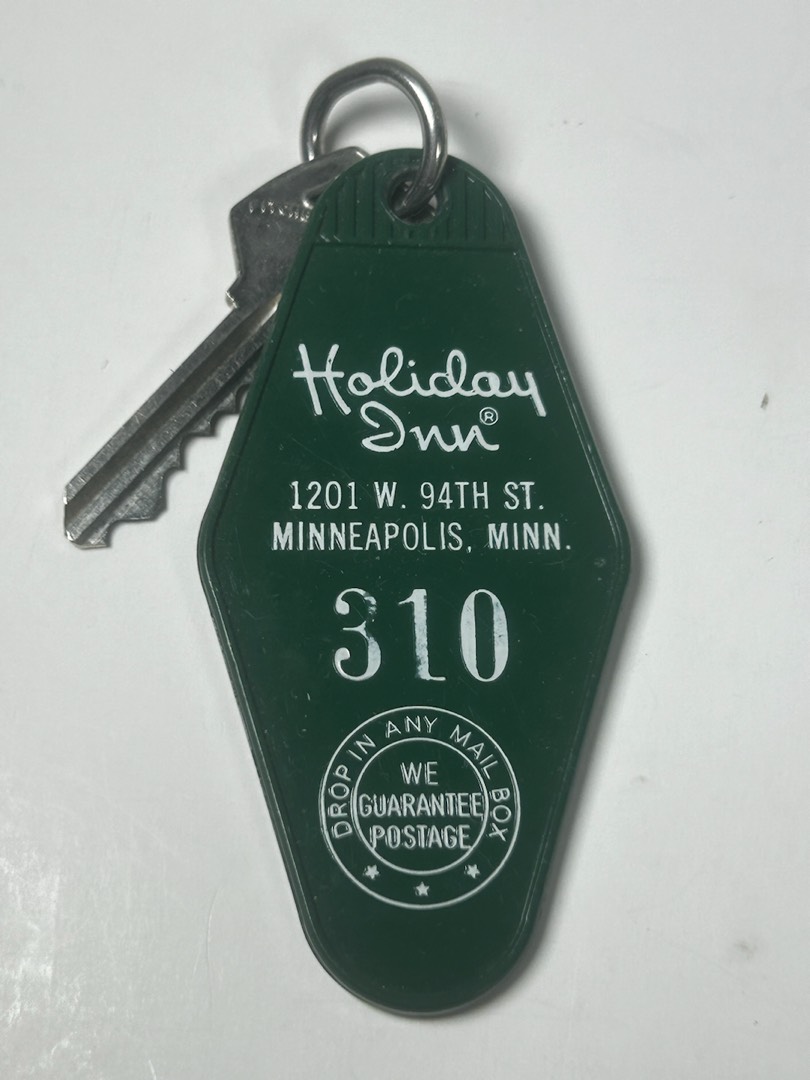 Holiday
Inn®
1201 W. 94TH ST.
MINNEAPOLIS, MINN.
310
DROP IN ANY MAIL BOX
WE
GUARANTEE
POSTAGE